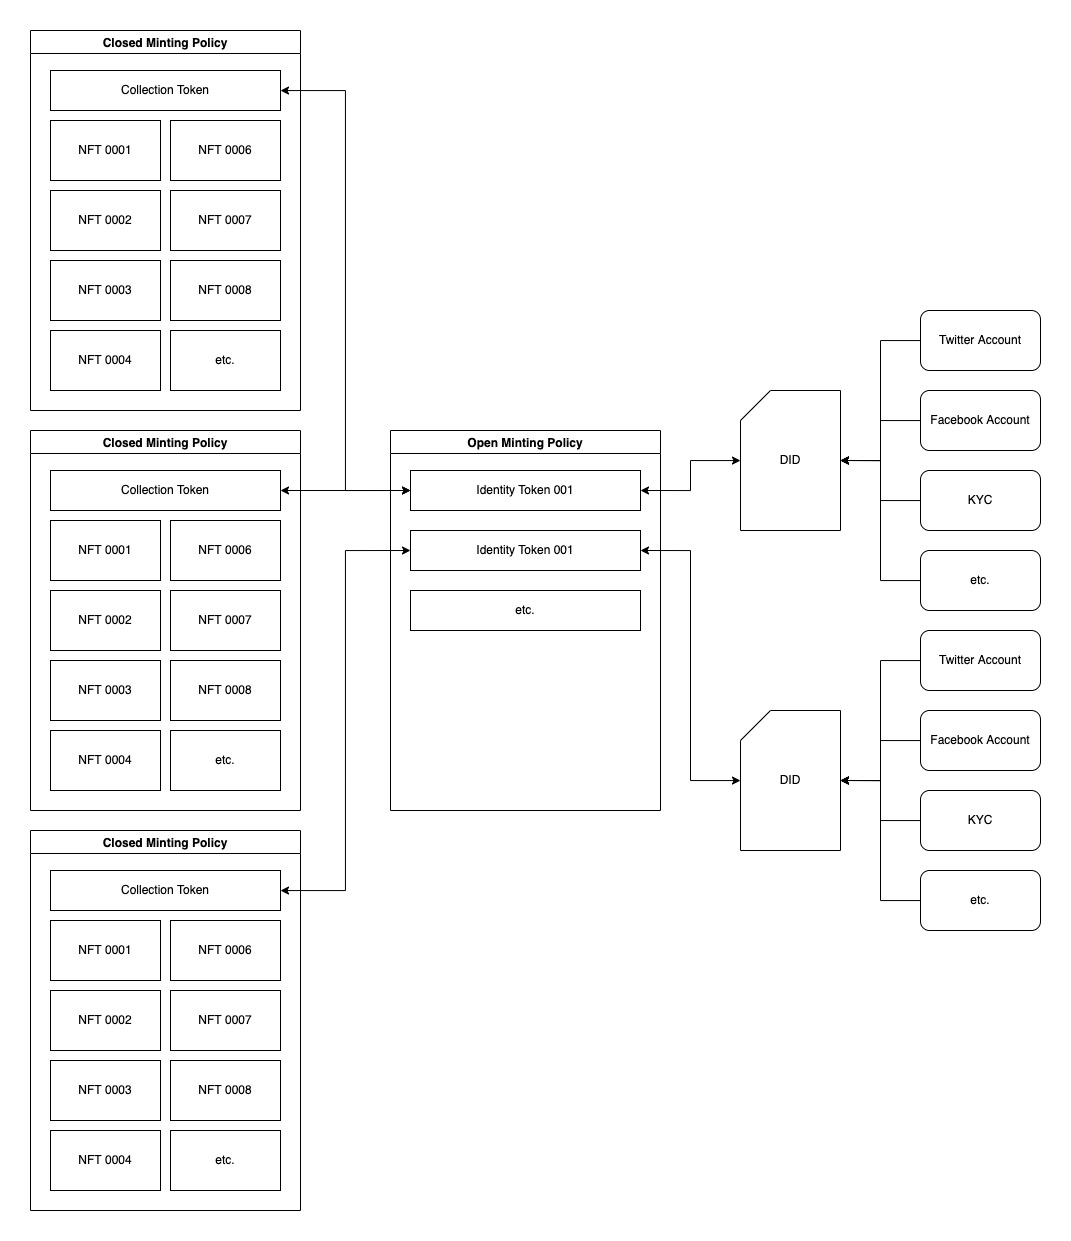 Closed Minting Policy
Collection Token
NFT 0001
NFT 0006
NFT 0002
NFT 0007
NFT 0003
NFT 0008
NFT 0004
etc.
Closed Minting Policy
Collection Token
NFT 0001
NFT 0006
NFT 0002
NFT 0007
NFT 0003
NFT 0008
NFT 0004
etc.
Closed Minting Policy
Collection Token
NFT 0001
NFT 0006
NFT 0002
NFT 0007
NFT 0003
NFT 0008
NFT 0004
etc.
Open Minting Policy
Identity Token 001
Identity Token 001
etc.
DID
DID
Twitter Account
Facebook Account
KYC
etc.
Twitter Account
Facebook Account
KYC
etc.